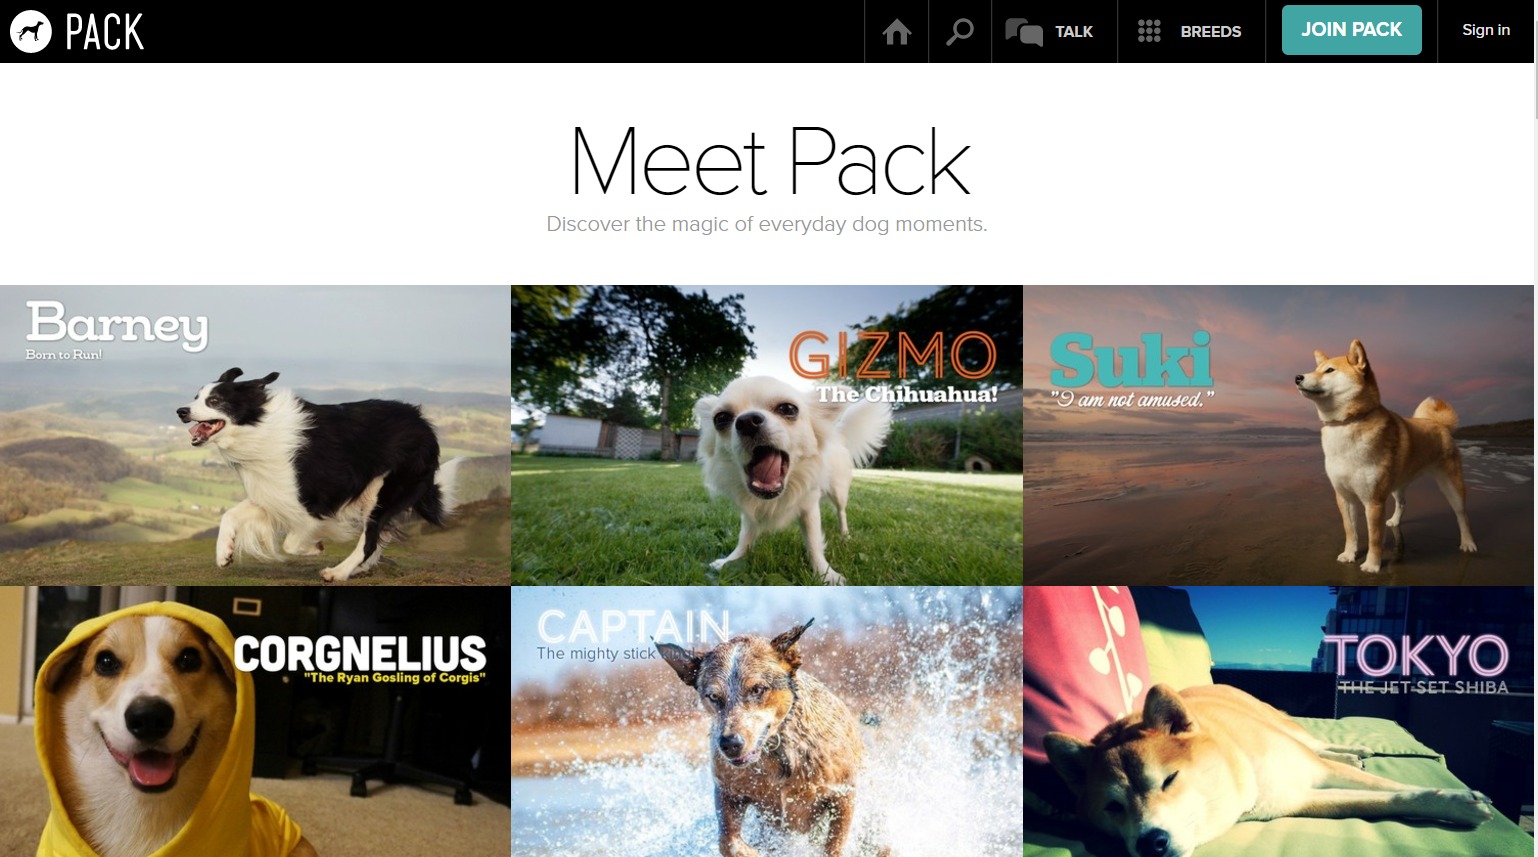 PACK
TALK
BREEDS
JOIN PACK
Sign in
Meet Pack
Discover the magic of everyday dog moments.
Barney
Born to Run!
GIZMO
The Chihuahua!
Suki
"I am not amused."
CORGNELIUS
"The Ryan Gosling of Corgis"
CAPTAIN
The mighty stick
TOKYO
THE JET-SET SHIBA